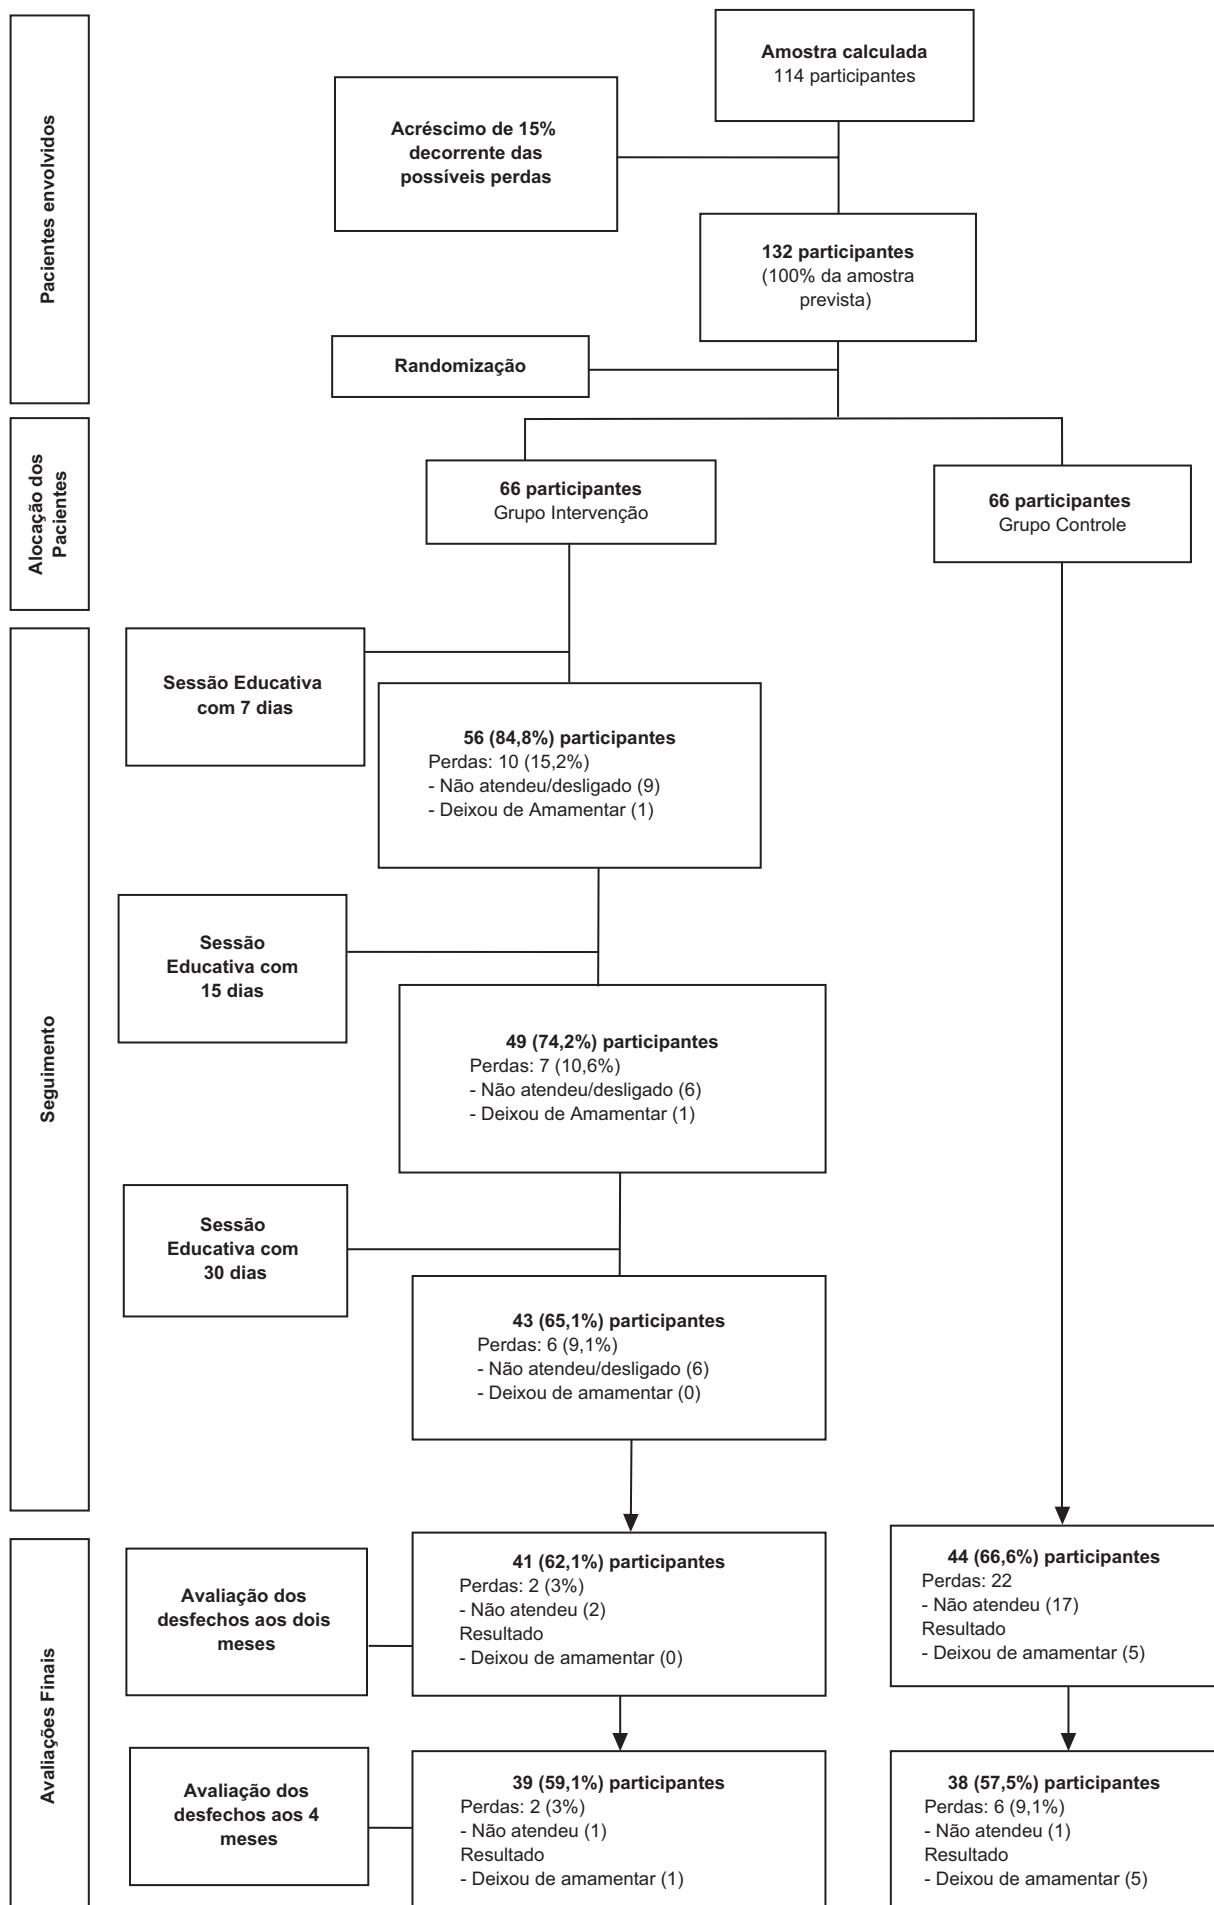 Pacientes envolvidos
Amostra calculada
114 participantes
Acréscimo de 15%
decorrente das
possíveis perdas
132 participantes
(100% da amostra
prevista)
Randomização
Alocação dos
Pacientes
66 participantes
Grupo Intervenção
66 participantes
Grupo Controle
Seguimento
Sessão Educativa
com 7 dias
56 (84,8%) participantes
Perdas: 10 (15,2%)
- Não atendeu/desligado (9)
- Deixou de Amamentar (1)
Sessão
Educativa com
15 dias
49 (74,2%) participantes
Perdas: 7 (10,6%)
- Não atendeu/desligado (6)
- Deixou de Amamentar (1)
Sessão
Educativa com
30 dias
43 (65,1%) participantes
Perdas: 6 (9,1%)
- Não atendeu/desligado (6)
- Deixou de amamentar (0)
Avaliações Finais
Avaliação dos
desfechos aos dois
meses
41 (62,1%) participantes
Perdas: 2 (3%)
- Não atendeu (2)
Resultado
- Deixou de amamentar (0)
44 (66,6%) participantes
Perdas: 22
- Não atendeu (17)
Resultado
- Deixou de amamentar (5)
Avaliação dos
desfechos aos 4
meses
39 (59,1%) participantes
Perdas: 2 (3%)
- Não atendeu (1)
Resultado
- Deixou de amamentar (1)
38 (57,5%) participantes
Perdas: 6 (9,1%)
- Não atendeu (1)
Resultado
- Deixou de amamentar (5)